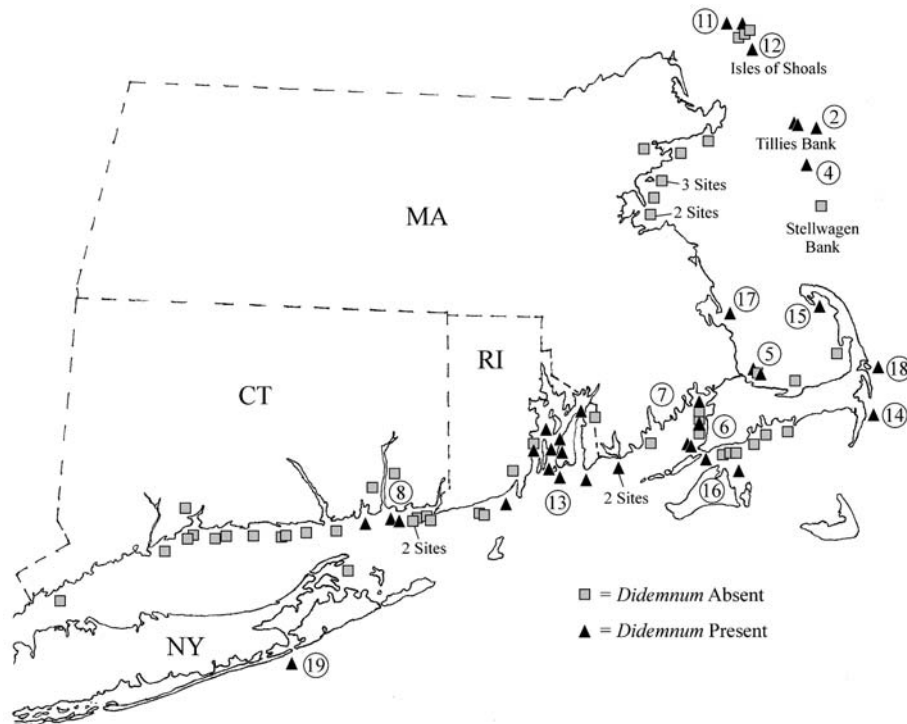 11
12
Isles of Shoals
2
Tillies Bank
4
3 Sites
MA
2 Sites
Stellwagen
Bank
17
15
RI
5
18
CT
7
6
14
8
13
2 Sites
16
2 Sites
= Didemnum Absent
= Didemnum Present
NY
19